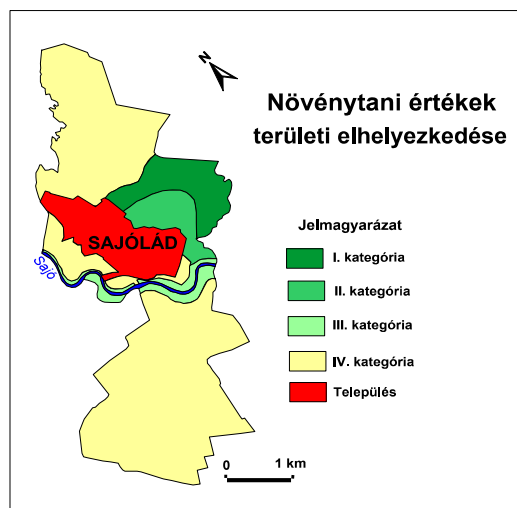 N
Növénytani értékek
területi elhelyezkedése
SAJÓLÁD
Sajó
Jelmagyarázat
I. kategória
II. kategória
III. kategória
IV. kategória
Település
0 1 km